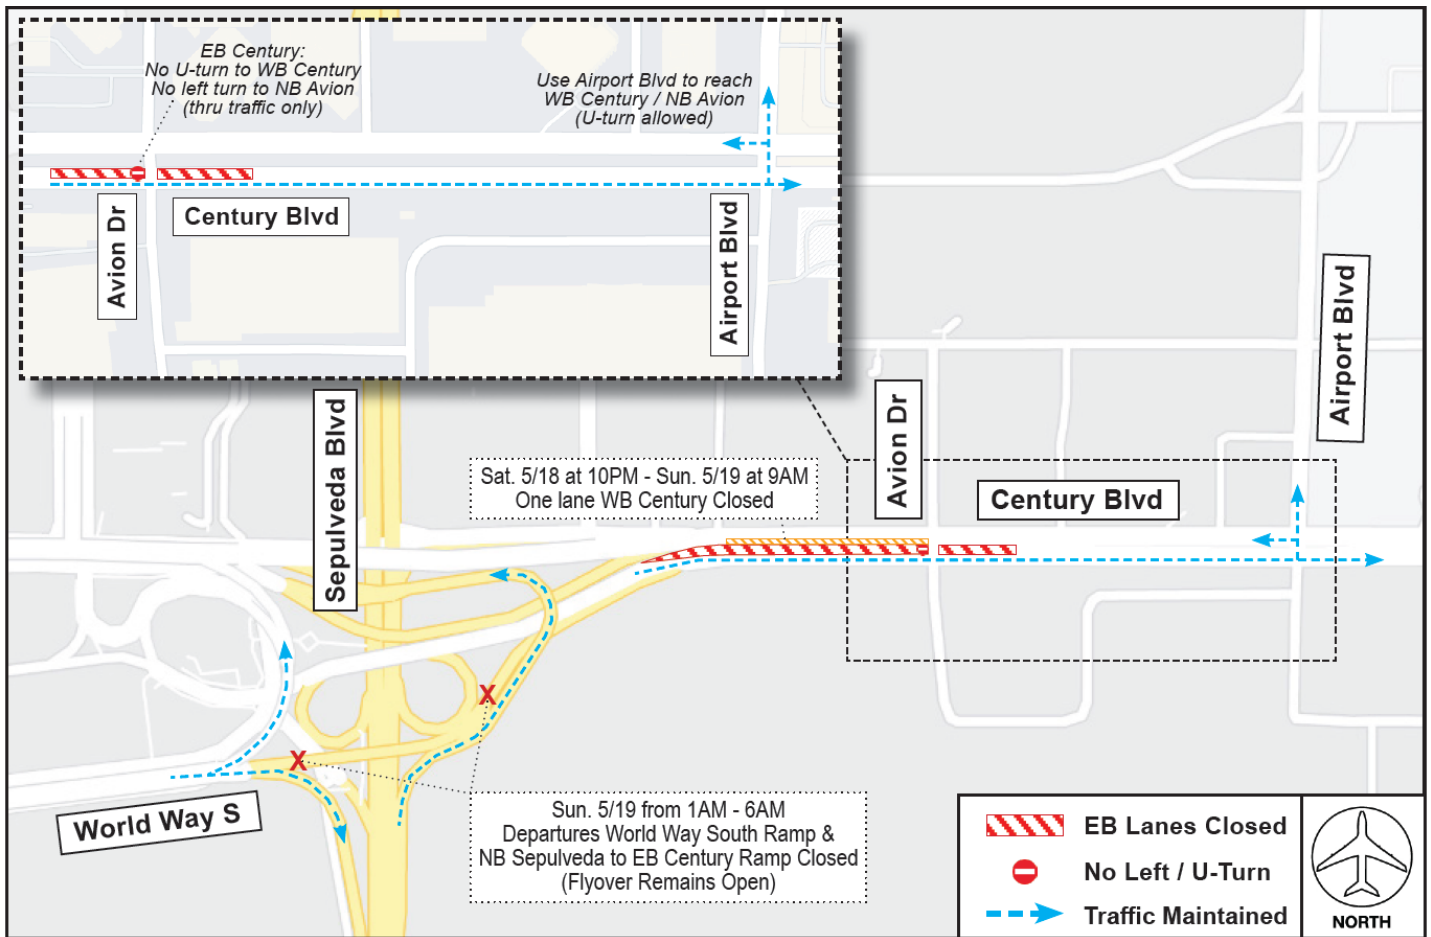 EB Century:
No U-turn to WB Century
No left turn to NB Avion
(thru traffic only)
Use Airport Blvd to reach
WB Century / NB Avion
(U-turn allowed)
Avion Dr
Century Blvd
Airport Blvd
Sepulveda Blvd
Sat. 5/18 at 10PM - Sun. 5/19 at 9AM
One lane WB Century Closed
Avion Dr
Century Blvd
Airport Blvd
X
X
World Way S
Sun. 5/19 from 1AM - 6AM
Departures World Way South Ramp &
NB Sepulveda to EB Century Ramp Closed
(Flyover Remains Open)
EB Lanes Closed
No Left / U-Turn
Traffic Maintained
NORTH